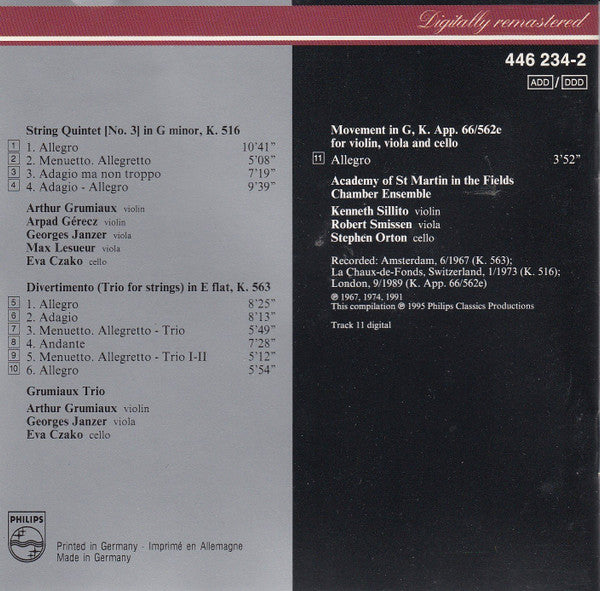 Digitally remastered
446 234-2
ADD / DDD
String Quintet [No. 3] in G minor, K. 516
1 1. Allegro 10’41”
2 2. Menuetto. Allegretto 5’08”
3 3. Adagio ma non troppo 7’19”
4 4. Adagio - Allegro 9’39”
Arthur Grumiaux violin
Arpad Gérecz violin
Georges Janzer viola
Max Lesueur viola
Eva Czako cello
Divertimento (Trio for strings) in E flat, K. 563
5 1. Allegro 8’25”
6 2. Adagio 8’13”
7 3. Menuetto. Allegretto - Trio 5’49”
8 4. Andante 7’28”
9 5. Menuetto. Allegretto - Trio I-II 5’12”
10 6. Allegro 5’54”
Grumiaux Trio
Arthur Grumiaux violin
Georges Janzer viola
Eva Czako cello
PHILIPS
Printed in Germany - Imprimé en Allemagne
Made in Germany
Movement in G, K. App. 66/562e
for violin, viola and cello
11 Allegro 3’52”
Academy of St Martin in the Fields
Chamber Ensemble
Kenneth Sillito violin
Robert Smissen viola
Stephen Orton cello
Recorded: Amsterdam, 6/1967 (K. 563);
La Chaux-de-Fonds, Switzerland, 1/1973 (K. 516);
London, 9/1989 (K. App. 66/562e)
℗ 1967, 1974, 1991
This compilation ℗ 1995 Philips Classics Productions
Track 11 digital